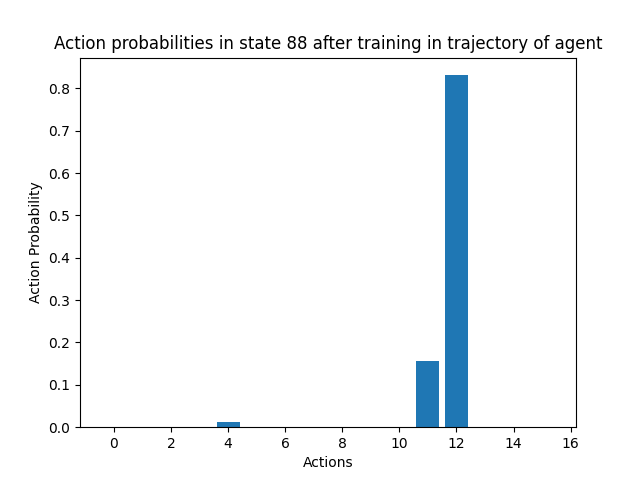 Action probabilities in state 88 after training in trajectory of agent
0.8
0.7
0.6
0.5
0.4
0.3
0.2
0.1
0.0
Action Probability
0 2 4 6 8 10 12 14 16
Actions